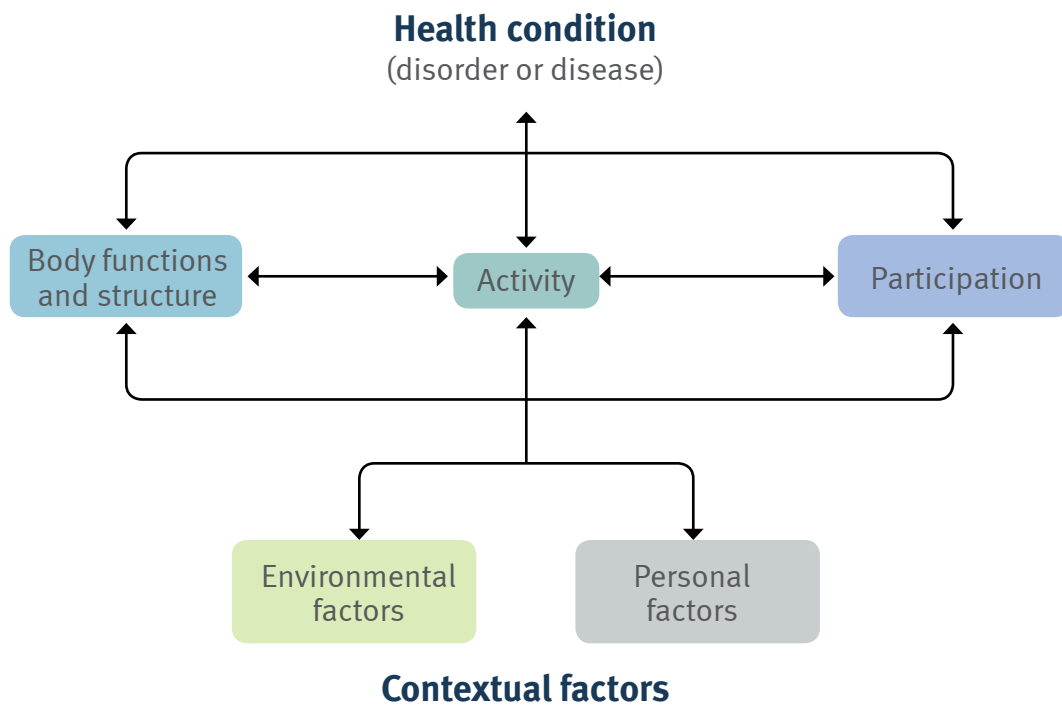 Health condition
(disorder or disease)
Body functions
and structure
Activity
Participation
Environmental
factors
Personal
factors
Contextual factors